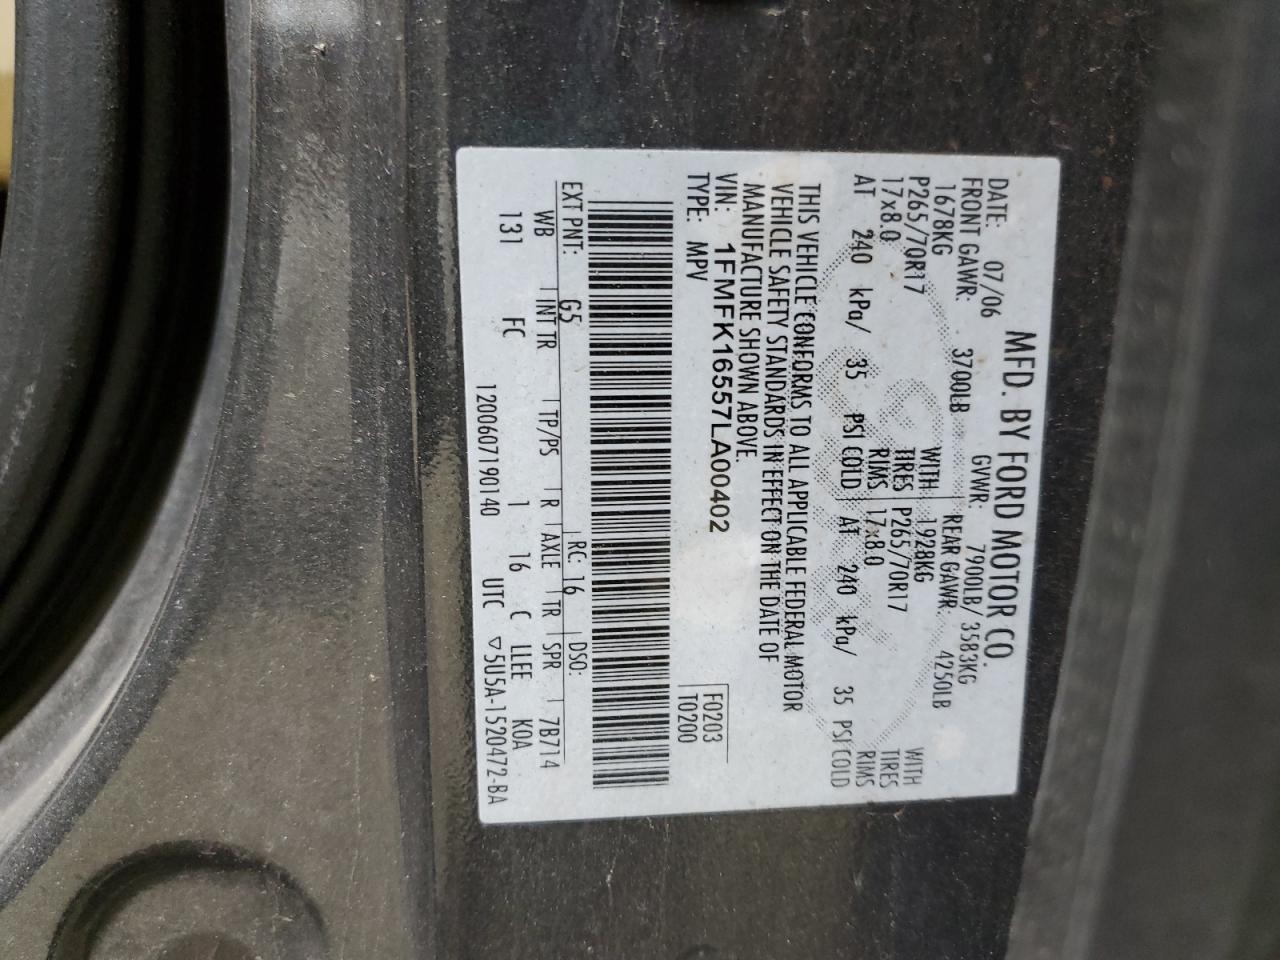 MFD. BY FORD MOTOR CO.
DATE: 07/06 GVWR: 7900LB/ 3583KG
FRONT GAWR: 3700LB REAR GAWR: 4250LB
1678KG WITH 1928KG WITH
P265/70R17 TIRES P265/70R17 TIRES
17x8.0 RIMS 17x8.0 RIMS
AT 240 kPa/ 35 PSI COLD AT 240 kPa/ 35 PSI COLD
THIS VEHICLE CONFORMS TO ALL APPLICABLE FEDERAL MOTOR
VEHICLE SAFETY STANDARDS IN EFFECT ON THE DATE OF
MANUFACTURE SHOWN ABOVE.
VIN: 1FMFK16557LA00402
TYPE: MPV
F0203
T0200
EXT PNT: G5 RC: 16 DSO:
WB INT TR TP/PS R AXLE TR SPR 7B714
131 FC 1 16 C LLEE K0A
1200607190140 UTC ▽5U5A-1520472-BA